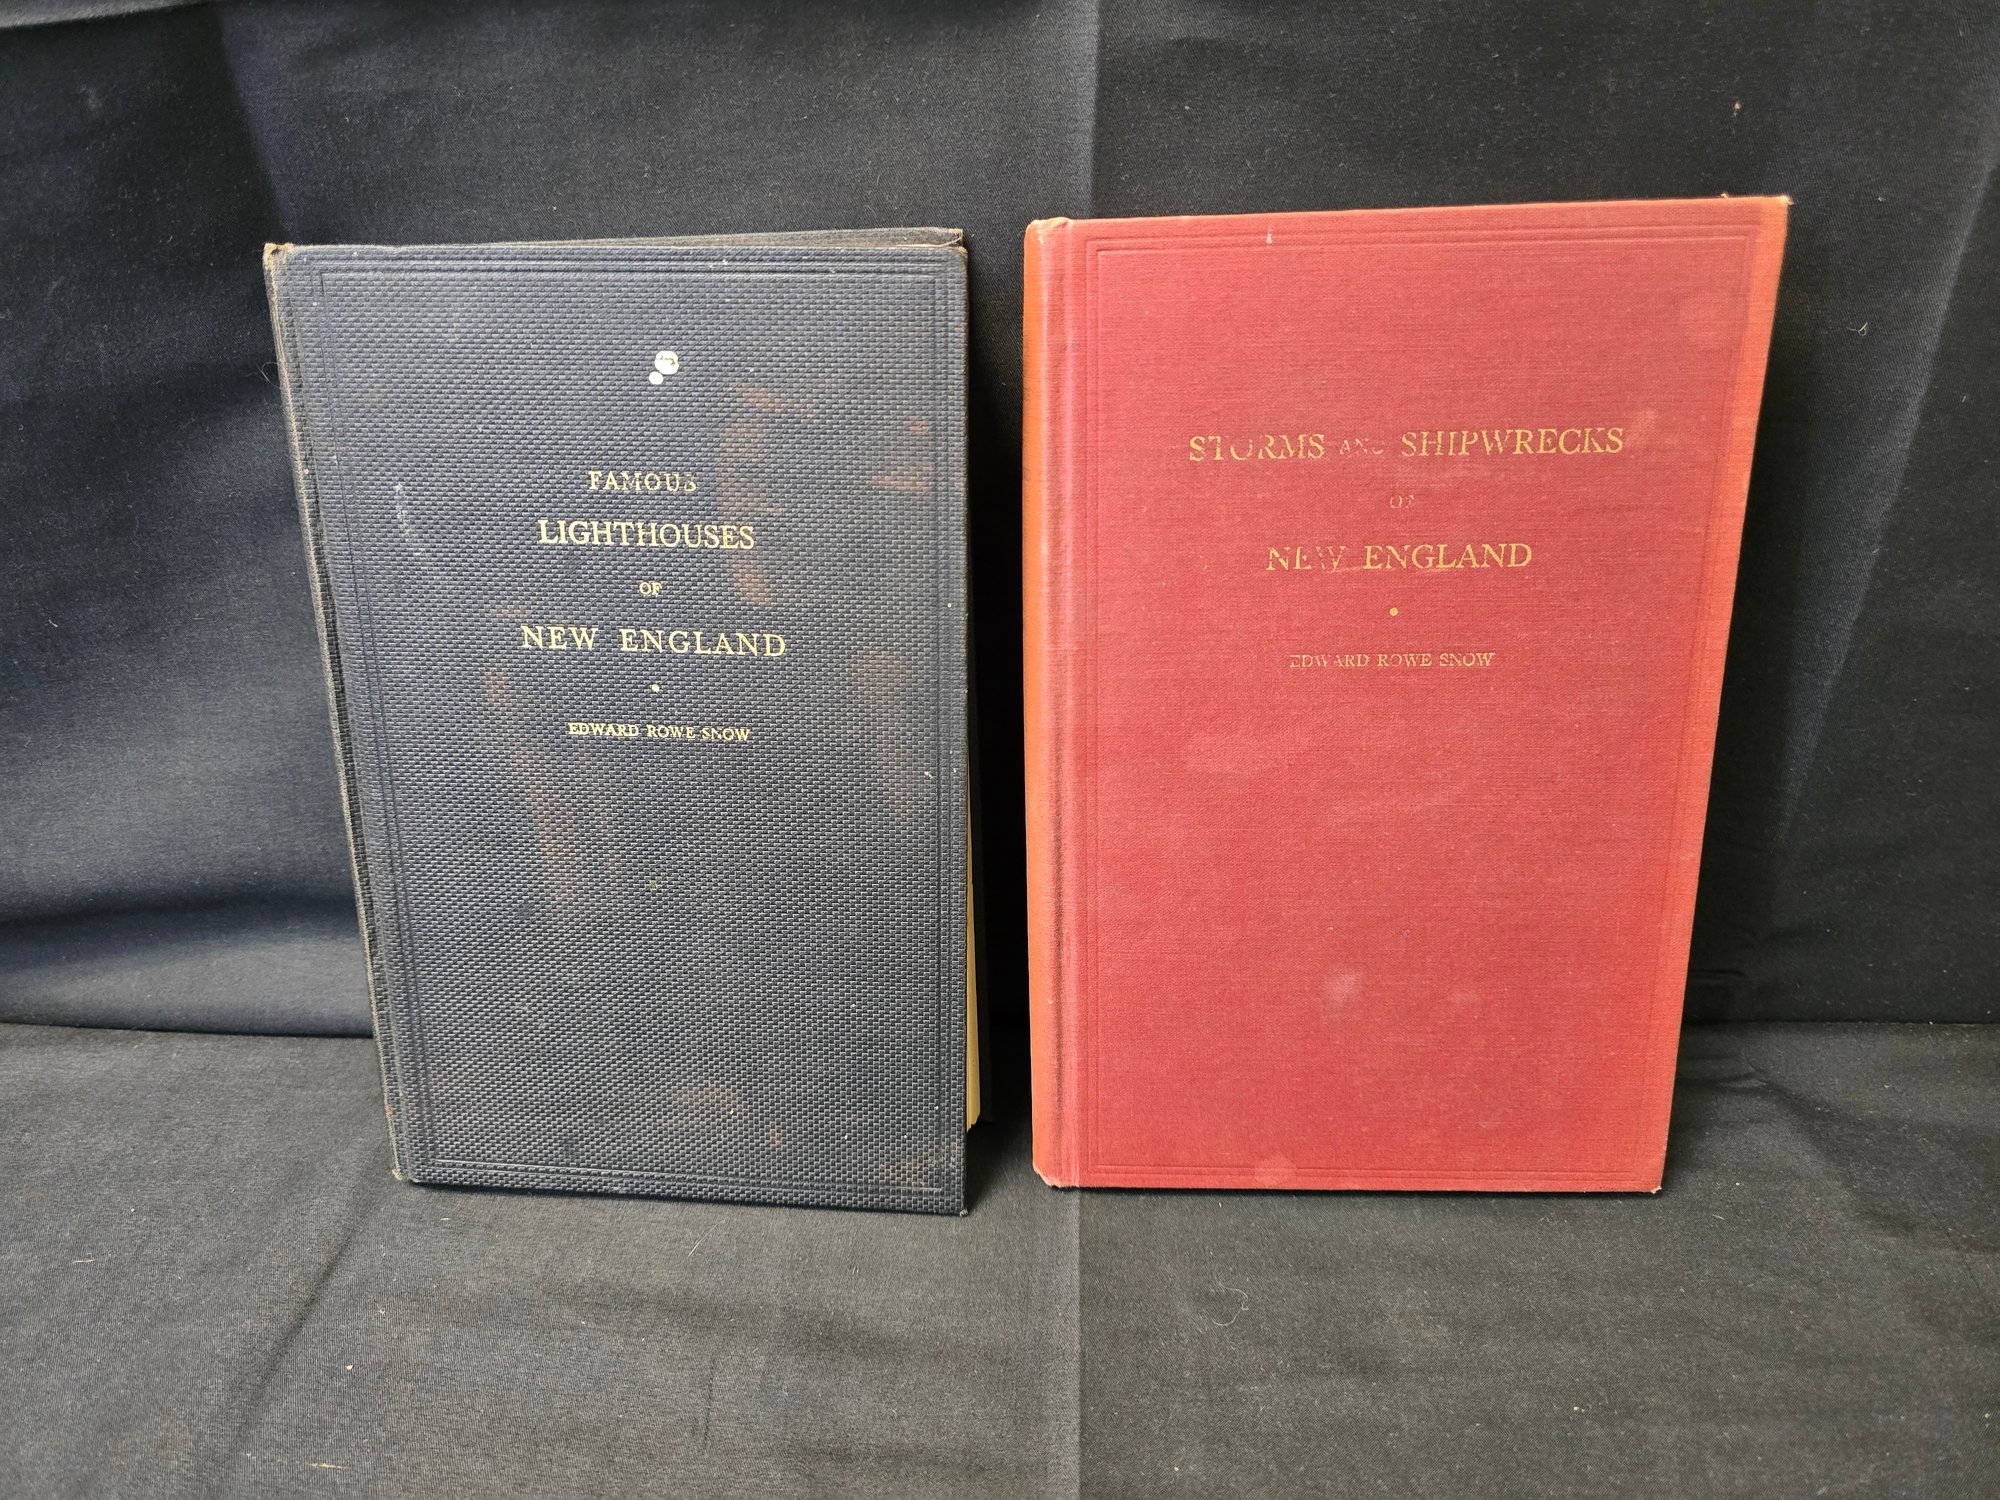 FAMOUS
LIGHTHOUSES
OF
NEW ENGLAND
EDWARD ROWE SNOW
STORMS AND SHIPWRECKS
OF
NEW ENGLAND
EDWARD ROWE SNOW